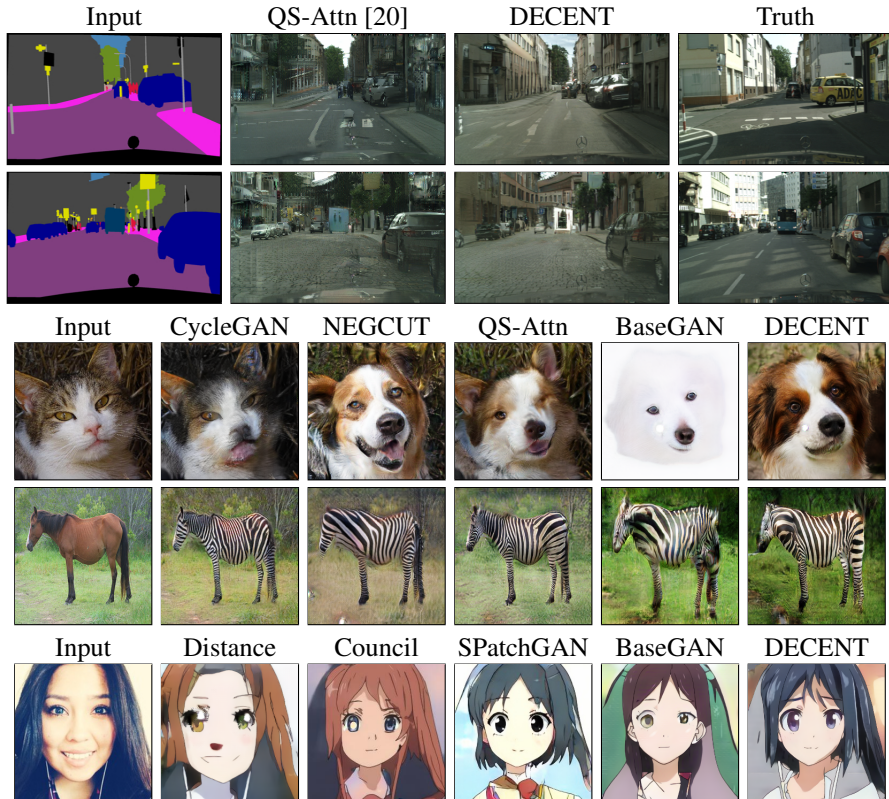 Input QS-Attn [20] DECENT Truth
ADAC
Input CycleGAN NEGCUT QS-Attn BaseGAN DECENT
Input Distance Council SPatchGAN BaseGAN DECENT